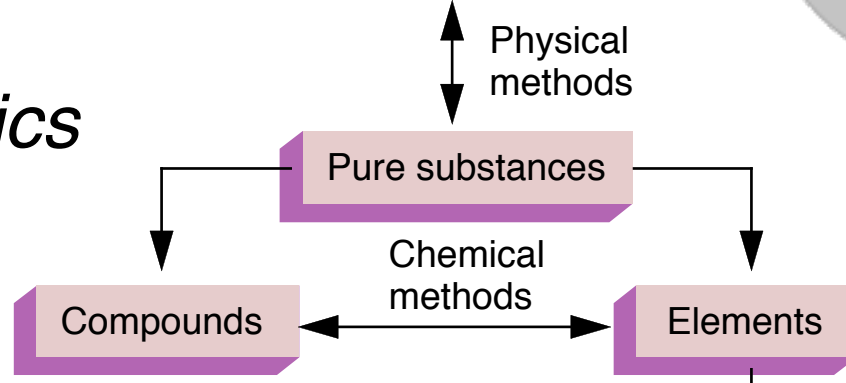 Physical
methods
ics
Pure substances
Chemical
methods
Compounds
Elements